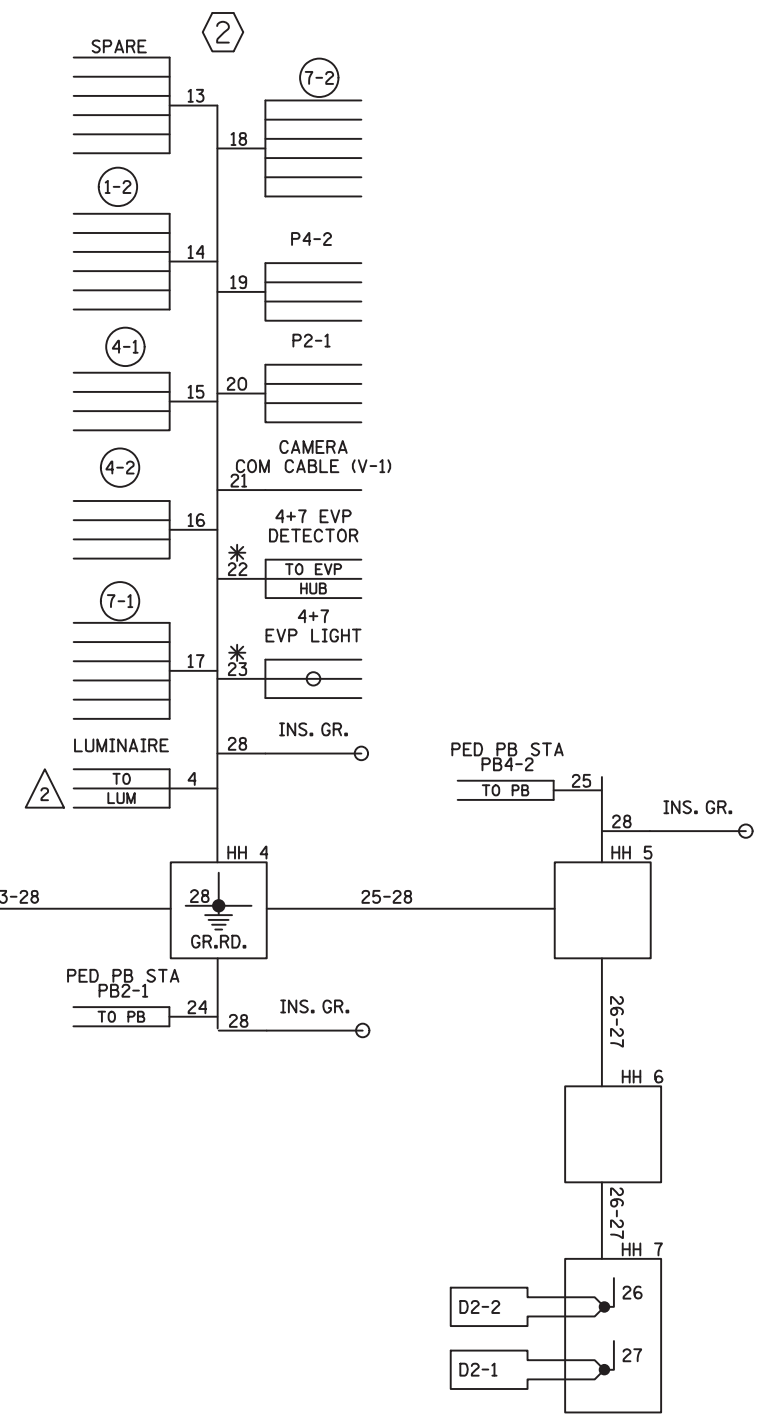 2
SPARE
13
7-2
18
1-2
14
P4-2
19
4-1
15
P2-1
20
CAMERA
COM CABLE (V-1)
21
4-2
16
4+7 EVP
DETECTOR
*
22
TO EVP
HUB
7-1
17
4+7
EVP LIGHT
*
23
28
INS. GR.
LUMINAIRE
2
TO
LUM
4
PED PB STA
PB4-2
TO PB
25
28
INS. GR.
HH 4
28
GR.RD.
3-28
25-28
HH 5
PED PB STA
PB2-1
TO PB
24
28
INS. GR.
26-27
HH 6
26-27
HH 7
D2-2
26
D2-1
27